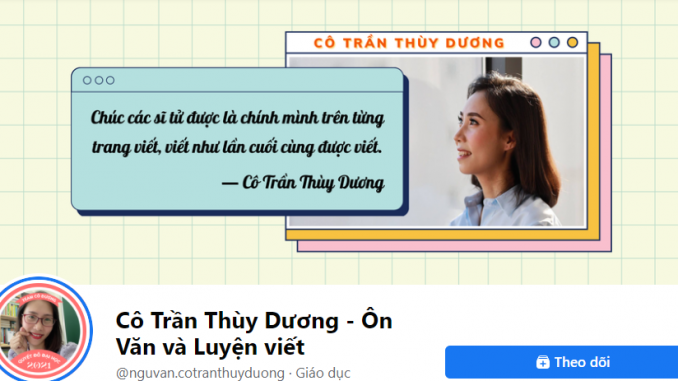 CÔ TRẦN THÙY DƯƠNG
Chúc các sĩ tử được là chính mình trên từng
trang viết, viết như lần cuối cùng được viết.
— Cô Trần Thùy Dương
2021
Cô Trần Thùy Dương - Ôn
Văn và Luyện viết
@nguvan.cotranthuyduong · Giáo dục
Theo dõi